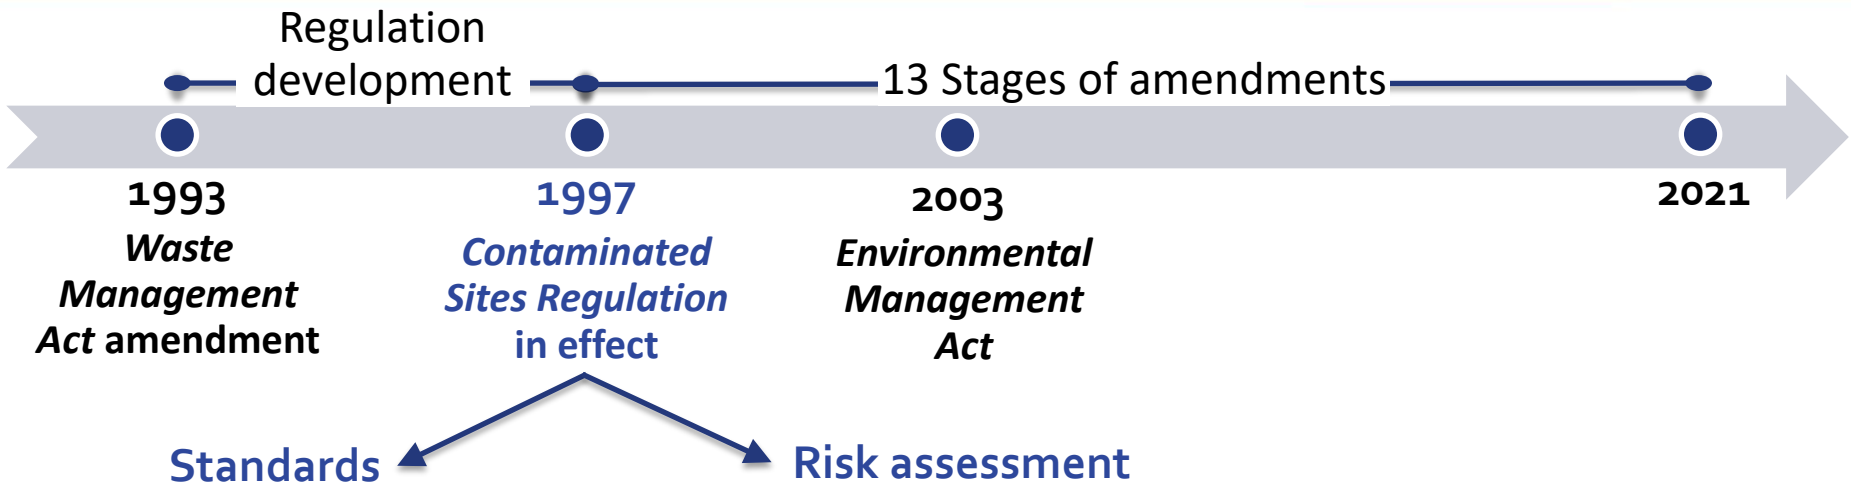 Regulation
development
13 Stages of amendments
1993
Waste
Management
Act amendment
1997
Contaminated
Sites Regulation
in effect
2003
Environmental
Management
Act
2021
Standards
Risk assessment